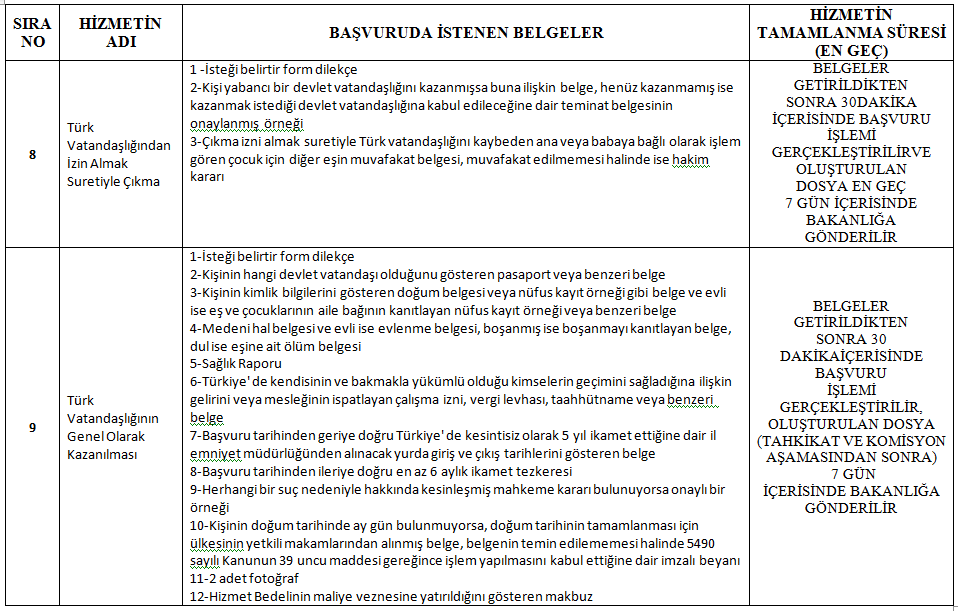 SIRA
NO
HİZMETİN
ADI
BAŞVURUDA İSTENEN BELGELER
HİZMETİN
TAMAMLANMA SÜRESİ
(EN GEÇ)
8
Türk
Vatandaşlığından
İzin Almak
Suretiyle Çıkma
1 -İsteği belirtir form dilekçe
2-Kişi yabancı bir devlet vatandaşlığını kazanmışsa buna ilişkin belge, henüz kazanmamış ise
kazanmak istediği devlet vatandaşlığına kabul edileceğine dair teminat belgesinin
onaylanmış örneği
3-Çıkma izni almak suretiyle Türk vatandaşlığını kaybeden ana veya babaya bağlı olarak işlem
gören çocuk için diğer eşin muvafakat belgesi, muvafakat edilmemesi halinde ise hakim
kararı
BELGELER
GETİRİLDİKTEN
SONRA 30DAKİKA
İÇERİSİNDE BAŞVURU
İŞLEMİ
GERÇEKLEŞTİRİLİRVE
OLUŞTURULAN
DOSYA EN GEÇ
7 GÜN İÇERİSİNDE
BAKANLIĞA
GÖNDERİLİR
9
Türk
Vatandaşlığının
Genel Olarak
Kazanılması
1-İsteği belirtir form dilekçe
2-Kişinin hangi devlet vatandaşı olduğunu gösteren pasaport veya benzeri belge
3-Kişinin kimlik bilgilerini gösteren doğum belgesi veya nüfus kayıt örneği gibi belge ve evli
ise eş ve çocuklarının aile bağının kanıtlayan nüfus kayıt örneği veya benzeri belge
4-Medeni hal belgesi ve evli ise evlenme belgesi, boşanmış ise boşanmayı kanıtlayan belge,
dul ise eşine ait ölüm belgesi
5-Sağlık Raporu
6-Türkiye' de kendisinin ve bakmakla yükümlü olduğu kimselerin geçimini sağladığına ilişkin
gelirini veya mesleğinin ispatlayan çalışma izni, vergi levhası, taahhütname veya benzeri
belge
7-Başvuru tarihinden geriye doğru Türkiye' de kesintisiz olarak 5 yıl ikamet ettiğine dair il
emniyet müdürlüğünden alınacak yurda giriş ve çıkış tarihlerini gösteren belge
8-Başvuru tarihinden ileriye doğru en az 6 aylık ikamet tezkeresi
9-Herhangi bir suç nedeniyle hakkında kesinleşmiş mahkeme kararı bulunuyorsa onaylı bir
örneği
10-Kişinin doğum tarihinde ay gün bulunmuyorsa, doğum tarihinin tamamlanması için
ülkesinin yetkili makamlarından alınmış belge, belgenin temin edilememesi halinde 5490
sayılı Kanunun 39 uncu maddesi gereğince işlem yapılmasını kabul ettiğine dair imzalı beyanı
11-2 adet fotoğraf
12-Hizmet Bedelinin maliye veznesine yatırıldığını gösteren makbuz
BELGELER
GETİRİLDİKTEN
SONRA 30
DAKİKAİÇERİSİNDE
BAŞVURU
İŞLEMİ
GERÇEKLEŞTİRİLİR,
OLUŞTURULAN DOSYA
(TAHKİKAT VE KOMİSYON
AŞAMASINDAN SONRA)
7 GÜN
İÇERİSİNDE BAKANLIĞA
GÖNDERİLİR